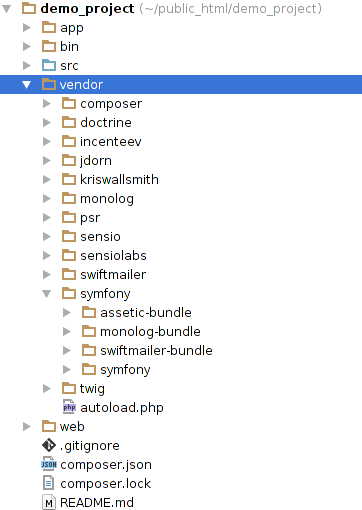 demo_project (~/public_html/demo_project)
app
bin
src
vendor
composer
doctrine
incenteev
jdorn
kriswallsmith
monolog
psr
sensio
sensiolabs
swiftmailer
symfony
assetic-bundle
monolog-bundle
swiftmailer-bundle
symfony
twig
php autoload.php
web
.gitignore
JSON composer.json
composer.lock
M README.md